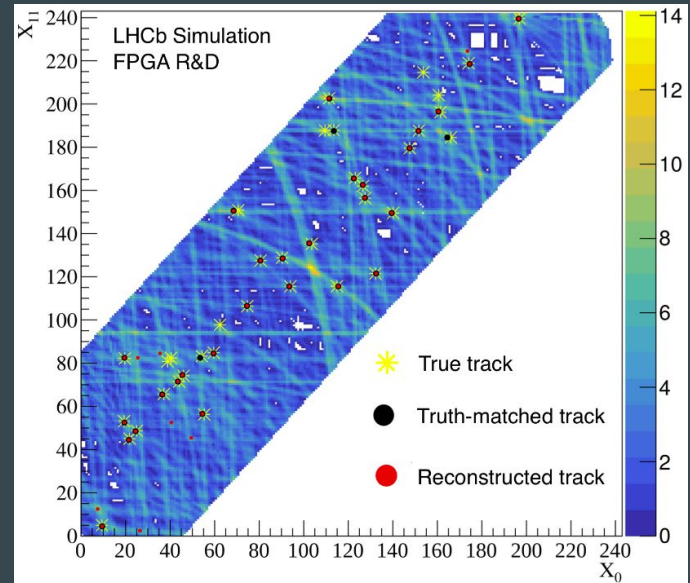 LHCb Simulation
FPGA R&D
X₁₁
240
220
200
180
160
140
120
100
80
60
40
20
0
0 20 40 60 80 100 120 140 160 180 200 220 240
X₀
True track
Truth-matched track
Reconstructed track
14
12
10
8
6
4
2
0